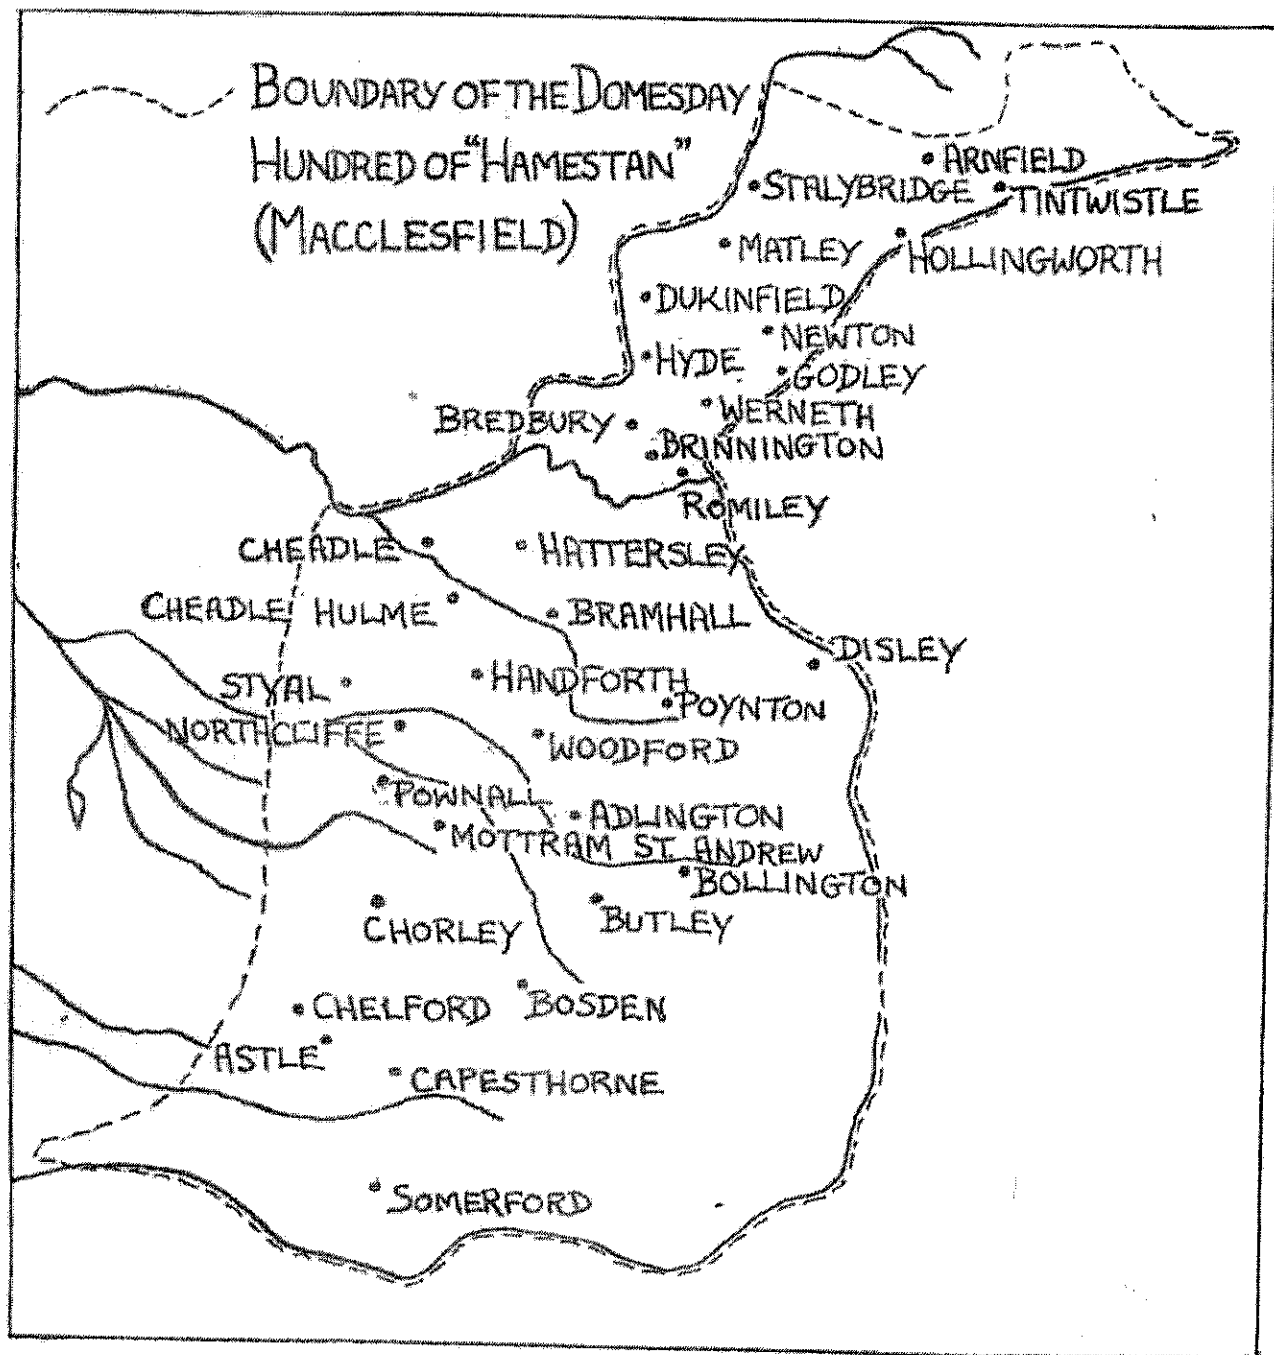 BOUNDARY OF THE DOMESDAY
HUNDRED OF "HAMESTAN"
(MACCLESFIELD)
ARNFIELD
STALYBRIDGE
TINTWISTLE
MATLEY
HOLLINGWORTH
DUKINFIELD
NEWTON
HYDE
GODLEY
WERNETH
BREDBURY
BRINNINGTON
ROMILEY
CHEADLE
HATTERSLEY
CHEADLE HULME
BRAMHALL
DISLEY
STYAL
HANDFORTH
POYNTON
NORTHCLIFFE
WOODFORD
POWNALL
ADLINGTON
MOTTRAM ST. ANDREW
BOLLINGTON
CHORLEY
BUTLEY
CHELFORD
BOSDEN
ASTLE
CAPESTHORNE
SOMERFORD